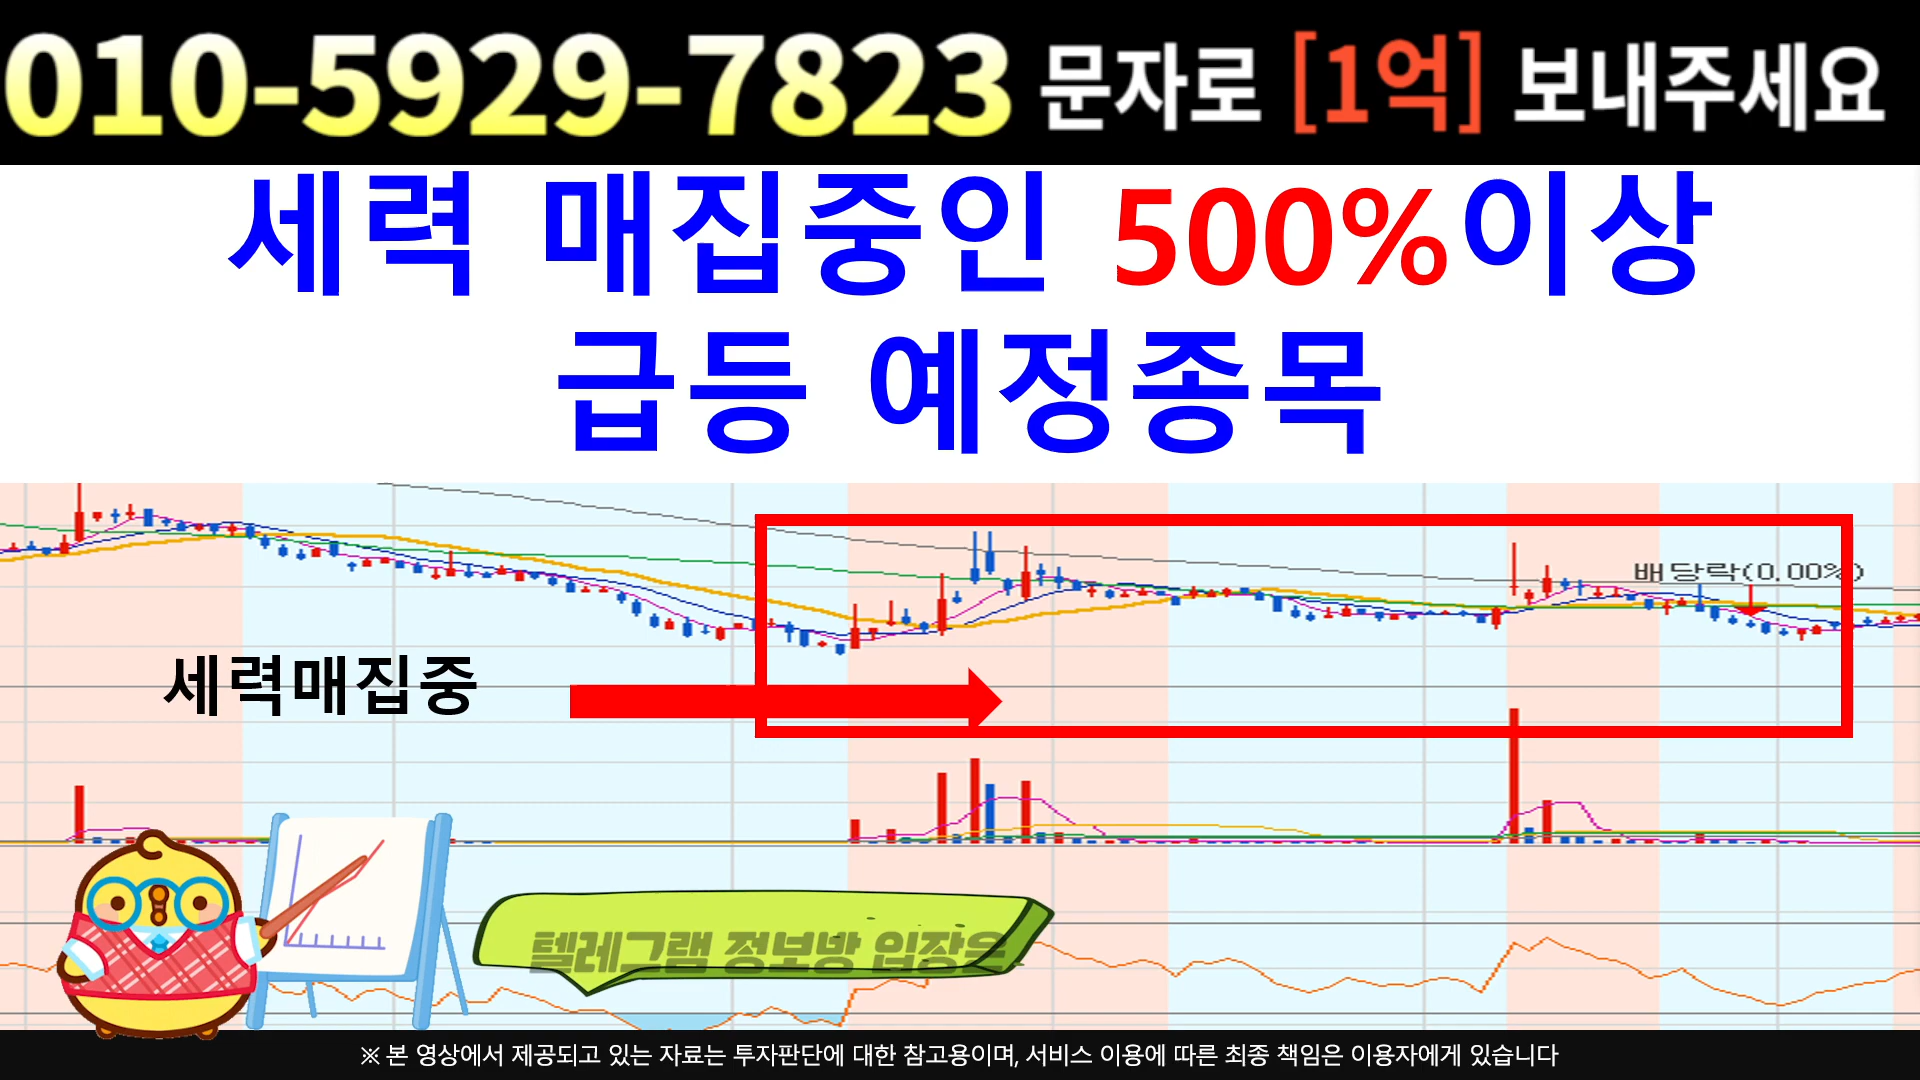 010-5929-7823 문자로 [1억] 보내주세요
세력 매집중인 500%이상
급등 예정종목
배당락(0.00%)
세력매집중
텔레그램 정보방 입장은
※ 본 영상에서 제공되고 있는 자료는 투자판단에 대한 참고용이며, 서비스 이용에 따른 최종 책임은 이용자에게 있습니다